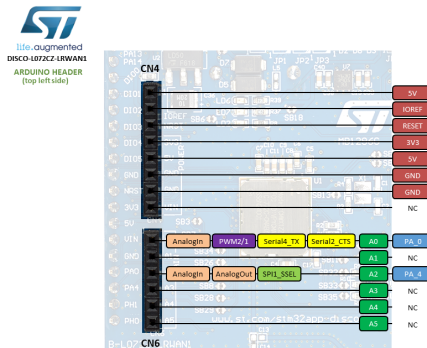 life.augmented
DISCO-L072CZ-LRWAN1
ARDUINO HEADER
(top left side)
CN4
5V
IOREF
RESET
3V3
5V
GND
GND
NC
AnalogIn PWM2/1 Serial4_TX Serial2_CTS A0 PA_0
A1 NC
AnalogIn AnalogOut SPI1_SSEL A2 PA_4
A3 NC
A4 NC
A5 NC
CN6